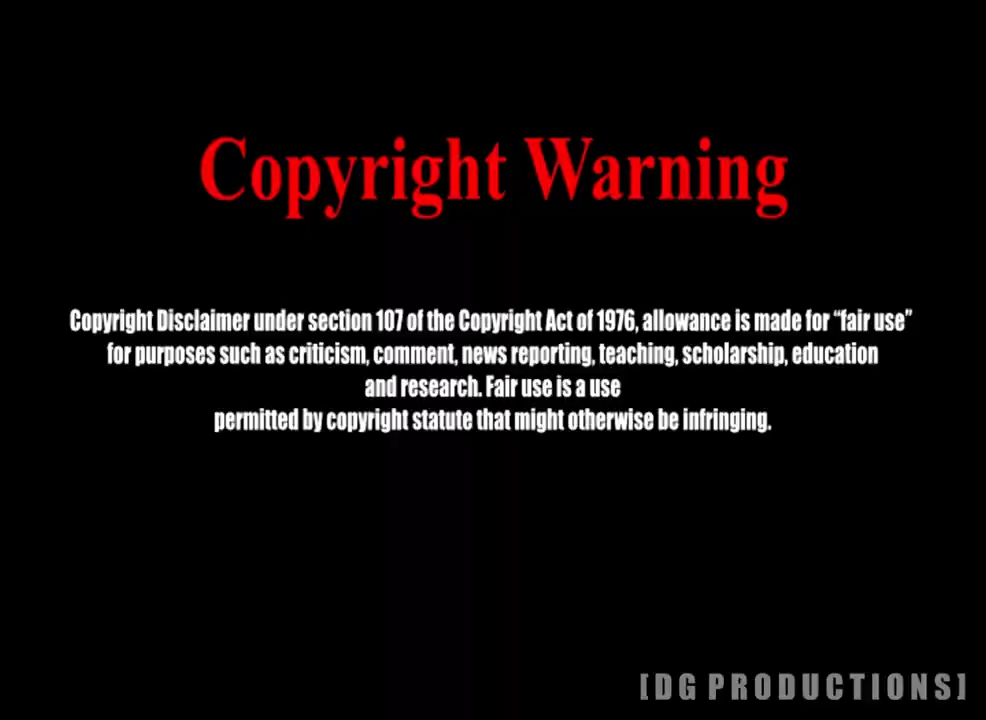 Copyright Warning
Copyright Disclaimer under section 107 of the Copyright Act of 1976, allowance is made for “fair use”
for purposes such as criticism, comment, news reporting, teaching, scholarship, education
and research. Fair use is a use
permitted by copyright statute that might otherwise be infringing.
[DG PRODUCTIONS]